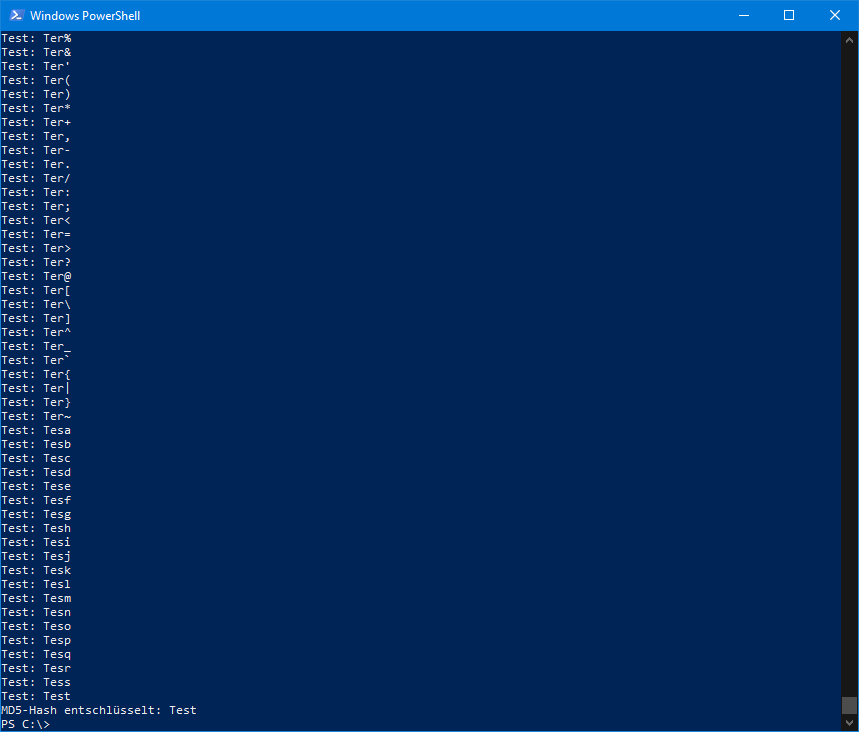 Windows PowerShell
Test: Ter%
Test: Ter&
Test: Ter'
Test: Ter(
Test: Ter)
Test: Ter*
Test: Ter+
Test: Ter,
Test: Ter-
Test: Ter.
Test: Ter/
Test: Ter:
Test: Ter;
Test: Ter<
Test: Ter=
Test: Ter>
Test: Ter?
Test: Ter@
Test: Ter[
Test: Ter\
Test: Ter]
Test: Ter^
Test: Ter_
Test: Ter`
Test: Ter{
Test: Ter|
Test: Ter}
Test: Ter~
Test: Tesa
Test: Tesb
Test: Tesc
Test: Tesd
Test: Tese
Test: Tesf
Test: Tesg
Test: Tesh
Test: Tesi
Test: Tesj
Test: Tesk
Test: Tesl
Test: Tesm
Test: Tesn
Test: Teso
Test: Tesp
Test: Tesq
Test: Tesr
Test: Tess
Test: Test
MD5-Hash entschlüsselt: Test
PS C:\>